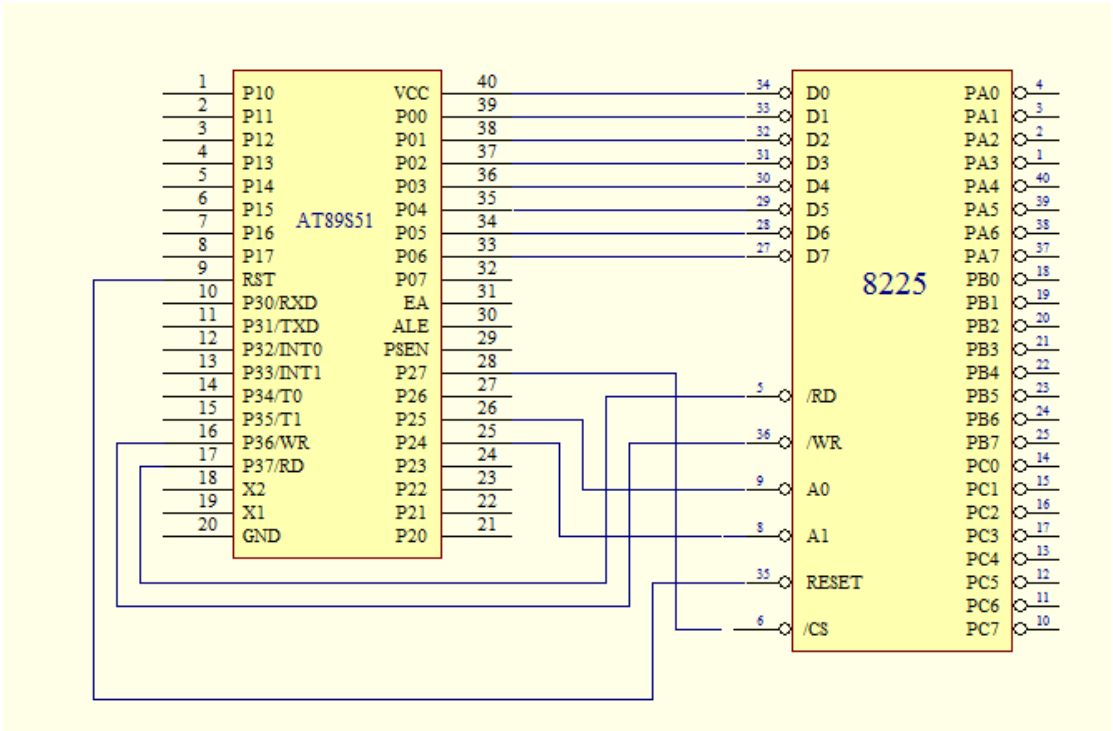 1 P10 VCC 40 34 D0 PA0 4
2 P11 P00 39 33 D1 PA1 3
3 P12 P01 38 32 D2 PA2 2
4 P13 P02 37 31 D3 PA3 1
5 P14 P03 36 30 D4 PA4 40
6 P15 AT89S51 P04 35 29 D5 PA5 39
7 P16 P05 34 28 D6 PA6 38
8 P17 P06 33 27 D7 PA7 37
9 RST P07 32 8225 PB0 18
10 P30/RXD EA 31 PB1 19
11 P31/TXD ALE 30 PB2 20
12 P32/INT0 PSEN 29 PB3 21
13 P33/INT1 P27 28 PB4 22
14 P34/T0 P26 27 5 /RD PB5 23
15 P35/T1 P25 26 PB6 24
16 P36/WR P24 25 36 /WR PB7 25
17 P37/RD P23 24 PC0 14
18 X2 P22 23 9 A0 PC1 15
19 X1 P21 22 PC2 16
20 GND P20 21 8 A1 PC3 17
PC4 13
35 RESET PC5 12
PC6 11
6 /CS PC7 10